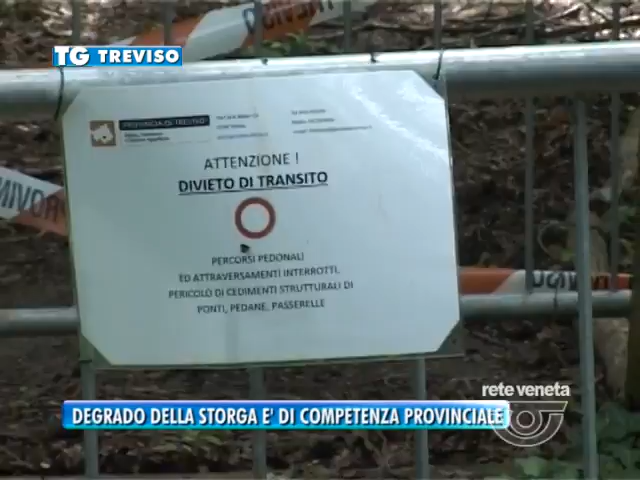 TG TREVISO
PROVINCIA DI TREVISO
ATTENZIONE !
DIVIETO DI TRANSITO
PERCORSI PEDONALI
ED ATTRAVERSAMENTI INTERROTTI,
PERICOLO DI CEDIMENTI STRUTTURALI DI
PONTI, PEDANE, PASSERELLE
rete veneta
DEGRADO DELLA STORGA E' DI COMPETENZA PROVINCIALE